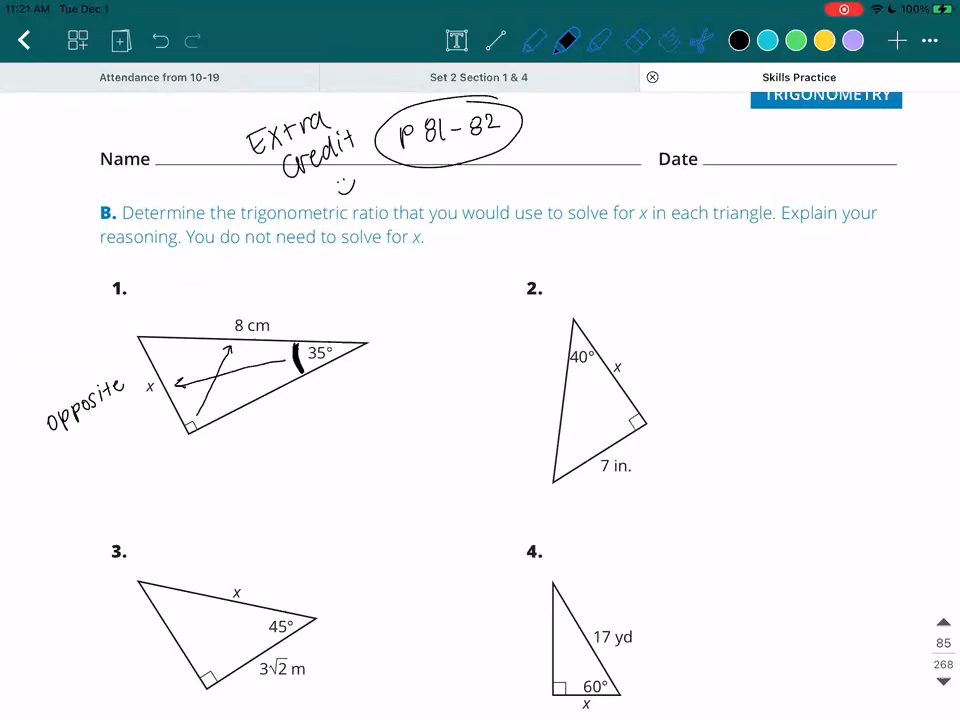 11:21 AM Tue Dec 1
100%
Attendance from 10-19
Set 2 Section 1 & 4
Skills Practice
TRIGONOMETRY
Extra
credit
P 81-82
Name
Date
B. Determine the trigonometric ratio that you would use to solve for x in each triangle. Explain your
reasoning. You do not need to solve for x.
1.
8 cm
35°
x
opposite
2.
40°
x
7 in.
3.
x
45°
3√2 m
4.
17 yd
60°
x
85
268